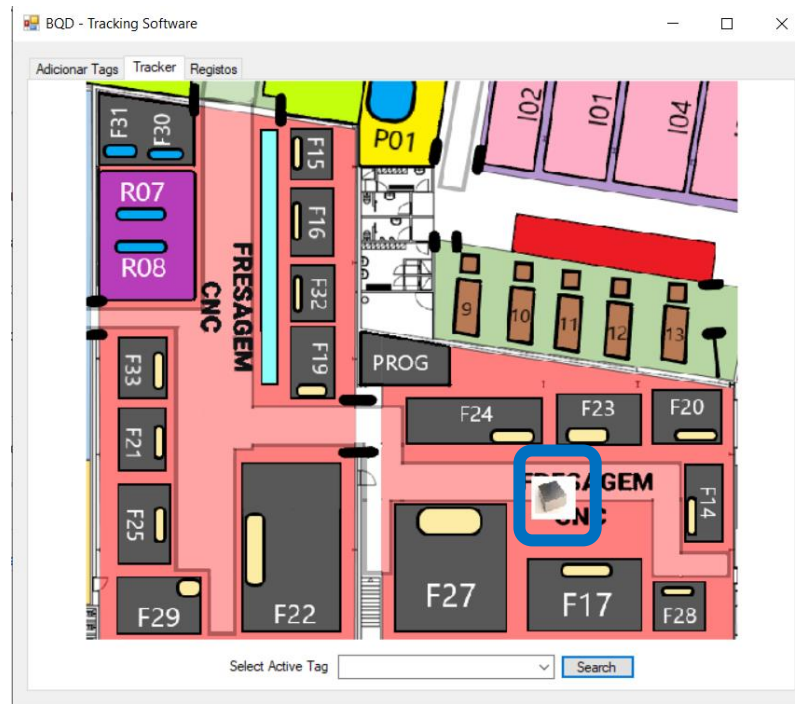 BQD - Tracking Software
Adicionar Tags Tracker Registos
F31 F30
R07
R08
FRESAGEM
CNC
F15
F16
F32
F19
P01
I02 I01 I04
9 10 11 12 13
PROG
F33
F21
F25
F29
F22
F24 F23 F20
FRESAGEM
CNC
F14
F27
F17
F28
Select Active Tag Search